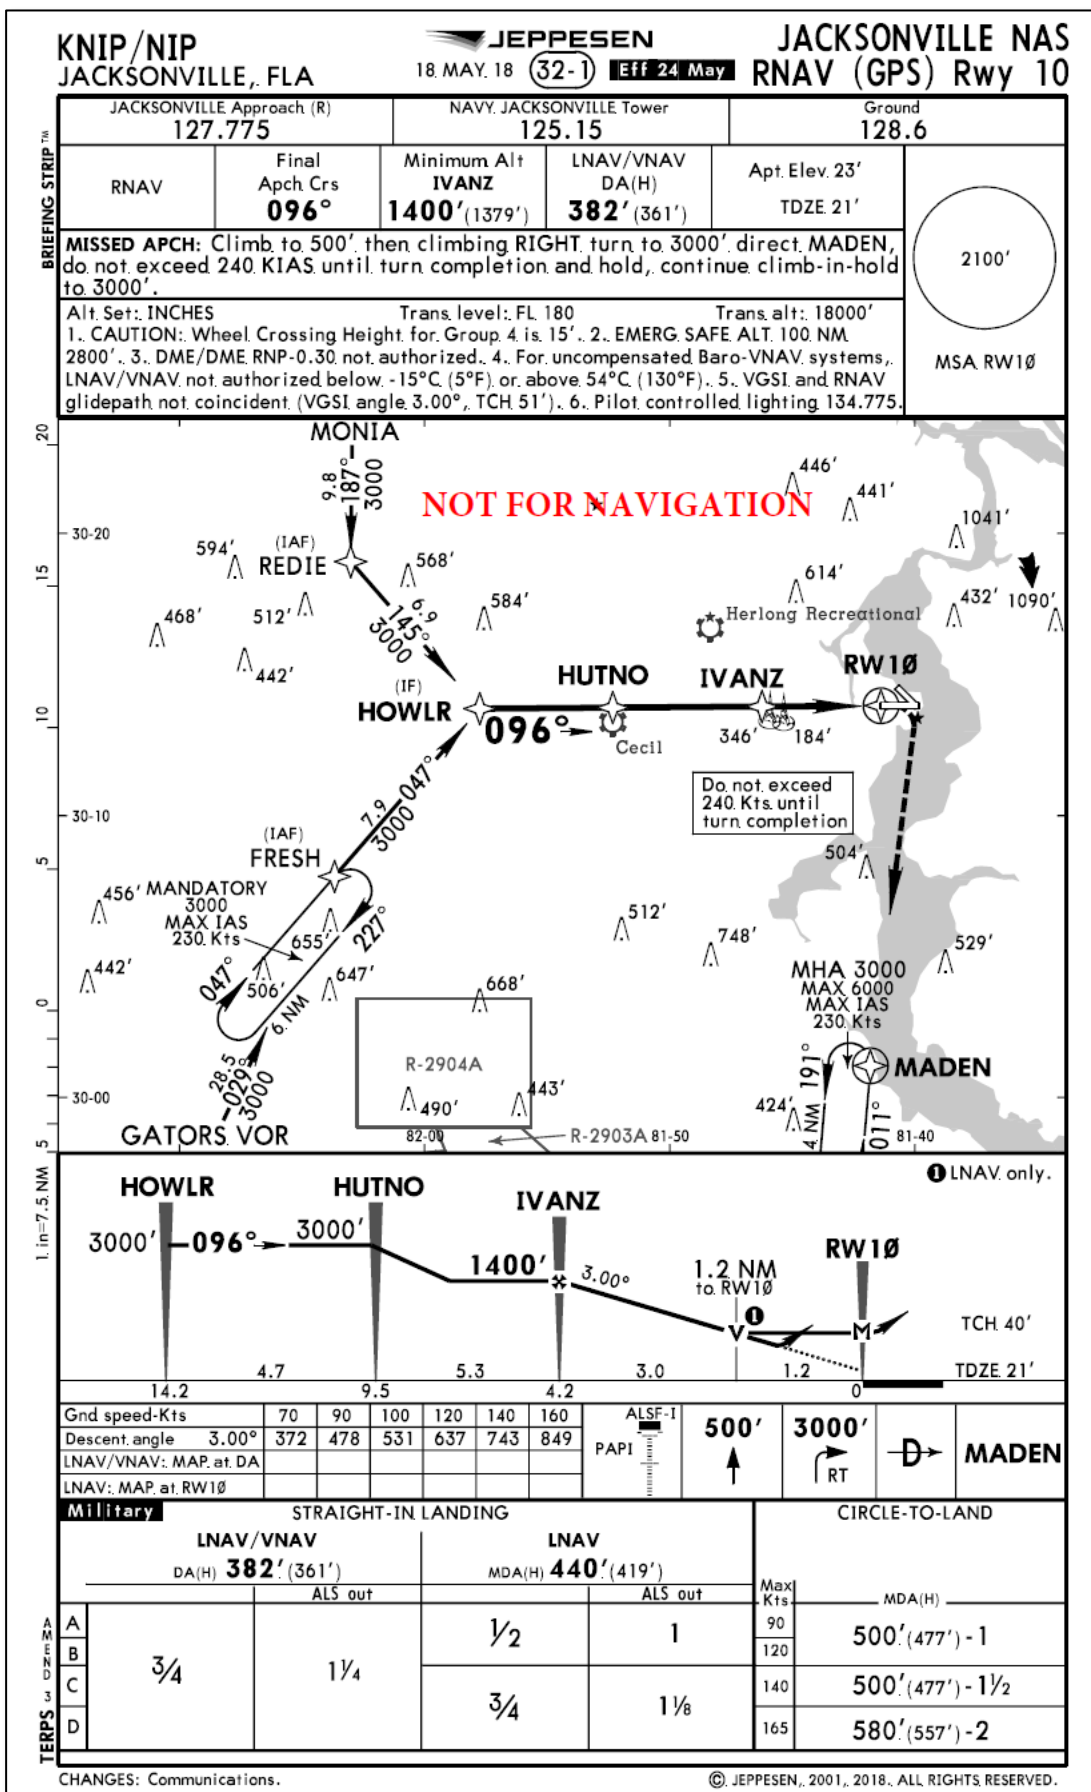 KNIP/NIP
JACKSONVILLE, FLA
JEPPESEN
18 MAY 18 32-1 Eff 24 May
JACKSONVILLE NAS
RNAV (GPS) Rwy 10
BRIEFING STRIP™
JACKSONVILLE Approach (R)
127.775
NAVY JACKSONVILLE Tower
125.15
Ground
128.6
RNAV
Final
Apch Crs
096°
Minimum Alt
IVANZ
1400' (1379')
LNAV/VNAV
DA(H)
382' (361')
Apt. Elev 23'
TDZE 21'
MISSED APCH: Climb to 500' then climbing RIGHT turn to 3000' direct MADEN,
do not exceed 240 KIAS until turn completion and hold, continue climb-in-hold
to 3000'.
2100'
MSA RW10
Alt Set: INCHES Trans level: FL 180 Trans alt: 18000'
1. CAUTION: Wheel Crossing Height for Group 4 is 15'. 2. EMERG SAFE ALT 100 NM
2800'. 3. DME/DME RNP-0.30 not authorized. 4. For uncompensated Baro-VNAV systems,
LNAV/VNAV not authorized below -15°C (5°F) or above 54°C (130°F). 5. VGSI and RNAV
glidepath not coincident (VGSI angle 3.00°, TCH 51'). 6. Pilot controlled lighting 134.775.
20
MONIA
9.8
187°
3000
NOT FOR NAVIGATION
446'
441'
1041'
30-20
594'
(IAF)
REDIE
568'
15
614'
468'
512'
584'
432'
1090'
6.9
145°
3000
Herlong Recreational
442'
(IF)
HOWLR
HUTNO
IVANZ
RW10
10
096°
Cecil
346'
184'
Do not exceed
240 Kts until
turn completion
30-10
047°
7.9
3000
(IAF)
FRESH
504'
5
456'
MANDATORY
3000
MAX IAS
230 Kts
655'
227°
512'
748'
529'
442'
047°
506'
647'
6 NM
668'
MHA 3000
MAX 6000
MAX IAS
230 Kts
0
R-2904A
MADEN
28.5
029°
3000
30-00
490'
443'
424'
4 NM
191°
011°
GATORS VOR
82-00
R-2903A
81-50
81-40
5
1 in=7.5 NM
1 LNAV only.
HOWLR
HUTNO
IVANZ
3000'
096°
3000'
1400'
3.00°
1.2 NM
to RW10
1
RW10
V
M
TCH 40'
4.7 5.3 3.0 1.2 TDZE 21'
14.2 9.5 4.2 0
Gnd speed-Kts 70 90 100 120 140 160
Descent angle 3.00° 372 478 531 637 743 849
LNAV/VNAV: MAP at DA
LNAV: MAP at RW10
ALSF-I
PAPI
500'
3000'
RT
D
MADEN
Military STRAIGHT-IN LANDING CIRCLE-TO-LAND
LNAV/VNAV
DA(H) 382' (361')
LNAV
MDA(H) 440' (419')
ALS out
ALS out
Max
Kts
MDA(H)
A
B
C
D
3/4
1 1/4
1/2
1
3/4
1 1/8
90
120
500' (477') - 1
140
500' (477') - 1 1/2
165
580' (557') - 2
TERPS AMEND 3
CHANGES: Communications.
© JEPPESEN, 2001, 2018. ALL RIGHTS RESERVED.